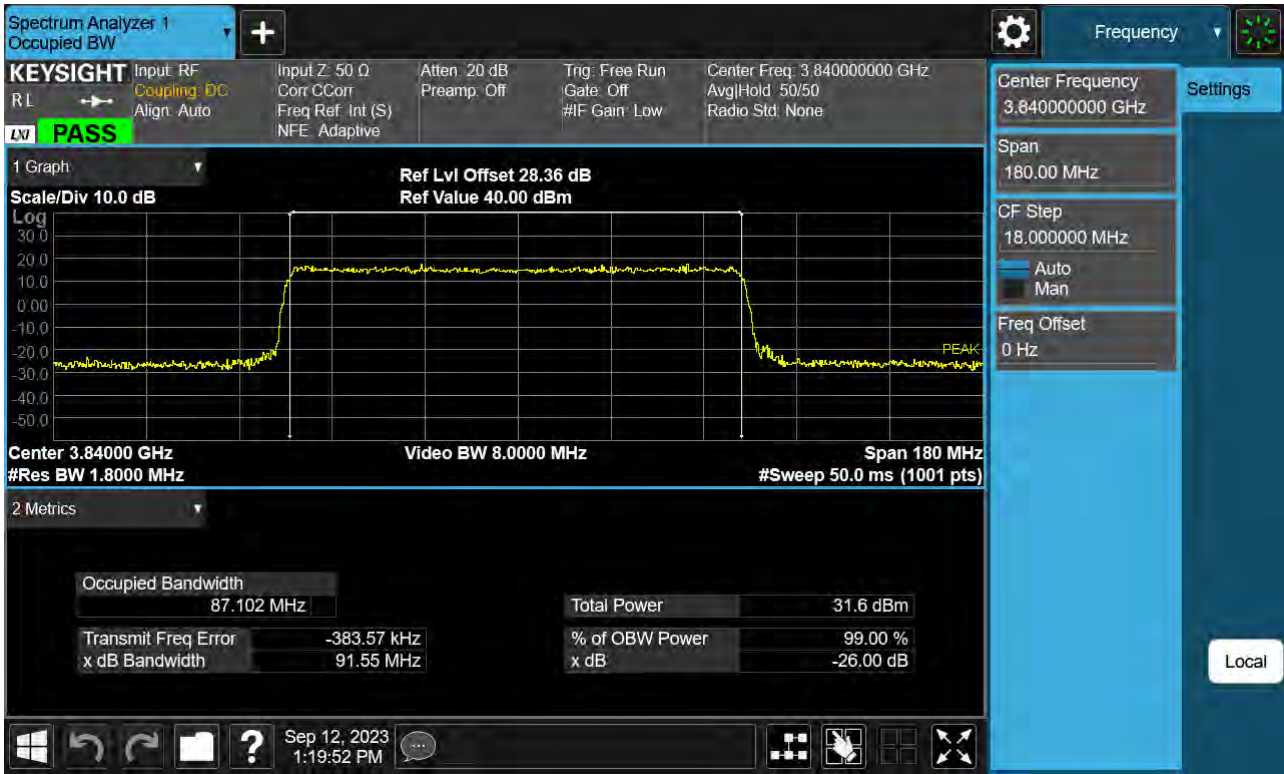 Spectrum Analyzer 1
Occupied BW
+
Frequency
KEYSIGHT
RL
LXI
PASS
Input: RF
Coupling: DC
Align: Auto
Input Z: 50 Ω
Corr CCorr
Freq Ref: Int (S)
NFE: Adaptive
Atten: 20 dB
Preamp: Off
Trig: Free Run
Gate: Off
#IF Gain: Low
Center Freq: 3.840000000 GHz
Avg|Hold: 50/50
Radio Std: None
Center Frequency
3.840000000 GHz
Settings
Span
180.00 MHz
CF Step
18.000000 MHz
Auto
Man
Freq Offset
0 Hz
1 Graph
Scale/Div 10.0 dB
Ref Lvl Offset 28.36 dB
Ref Value 40.00 dBm
Log
30.0
20.0
10.0
0.00
-10.0
-20.0
-30.0
-40.0
-50.0
PEAK
Center 3.84000 GHz
#Res BW 1.8000 MHz
Video BW 8.0000 MHz
Span 180 MHz
#Sweep 50.0 ms (1001 pts)
2 Metrics
Occupied Bandwidth
87.102 MHz
Total Power 31.6 dBm
Transmit Freq Error -383.57 kHz
% of OBW Power 99.00 %
x dB Bandwidth 91.55 MHz
x dB -26.00 dB
Local
?
Sep 12, 2023
1:19:52 PM